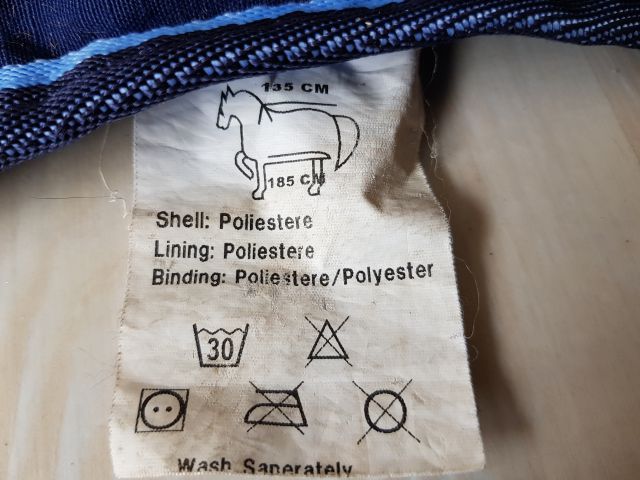 135 CM
185 CM
Shell: Poliestere
Lining: Poliestere
Binding: Poliestere/Polyester
30
Wash Saperately